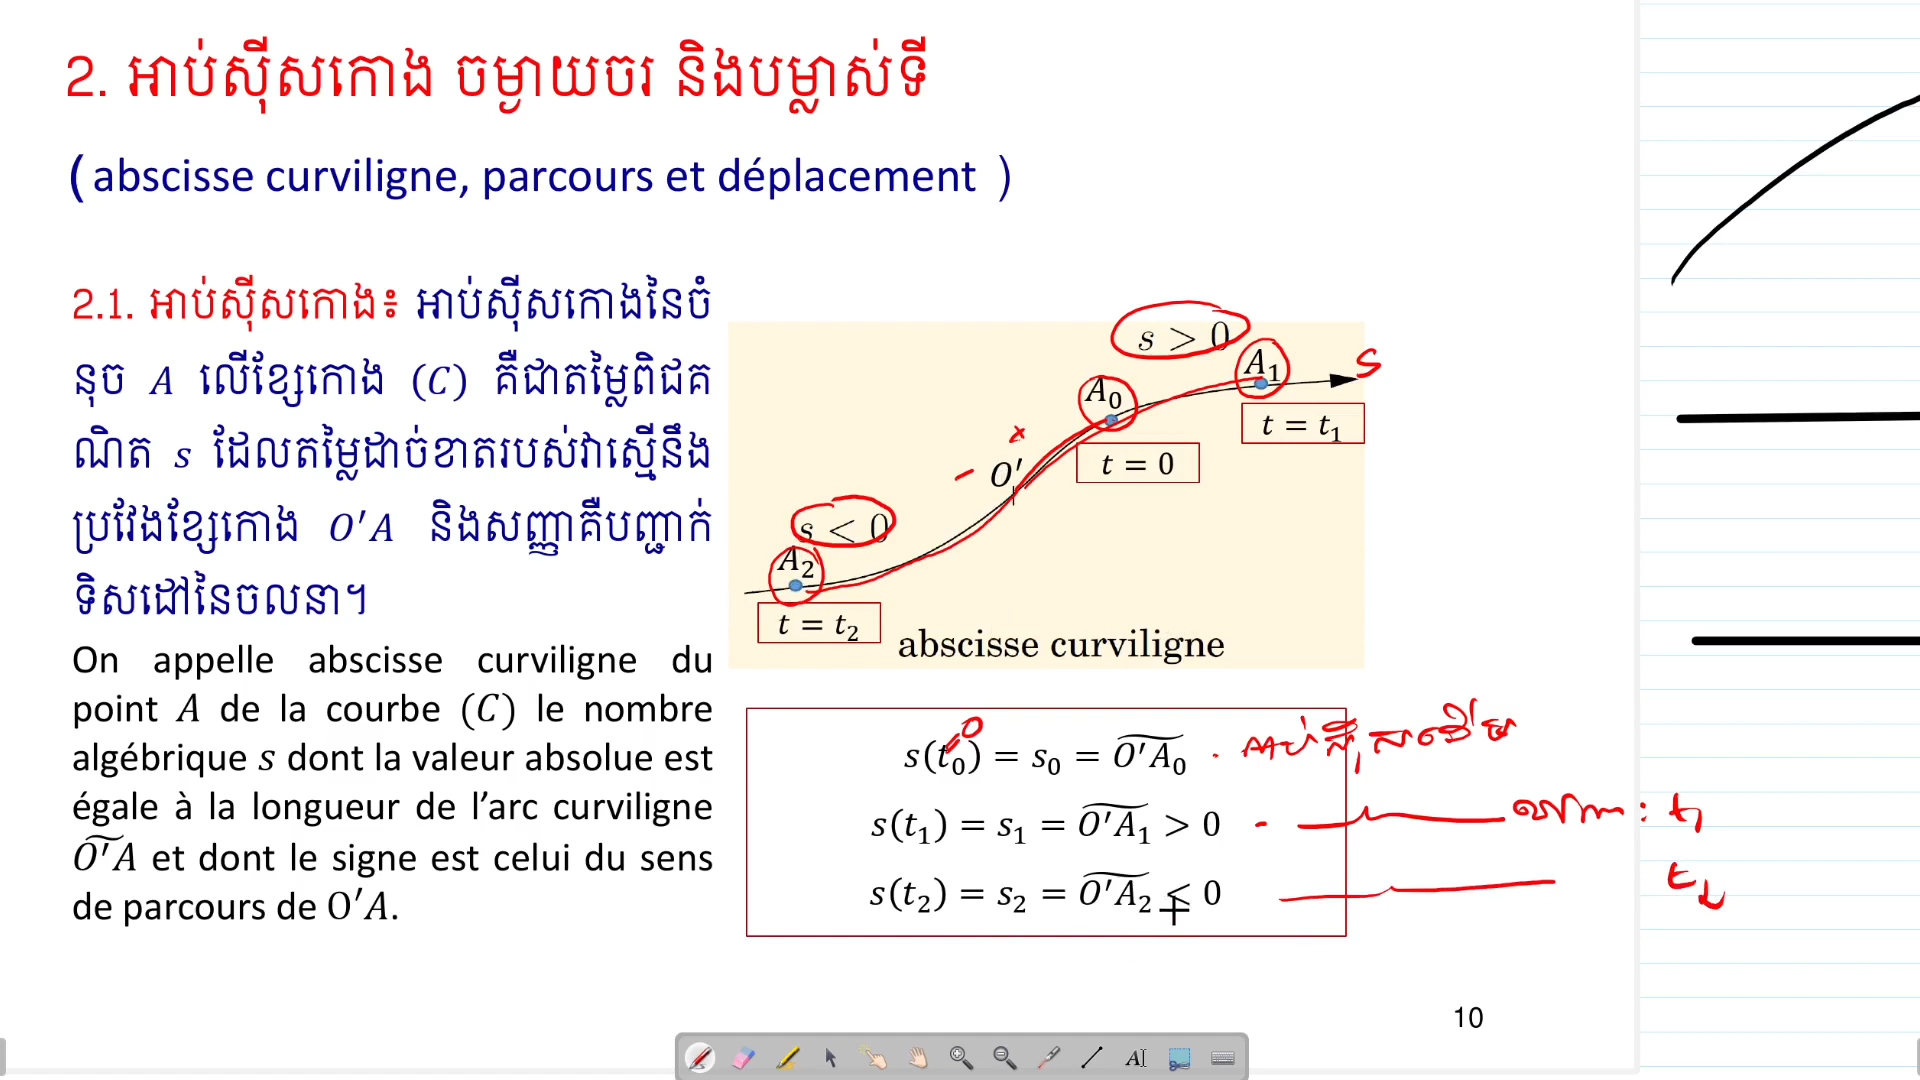 2. អាប់ស៊ីសកោង ចម្ងាយចរ និងបម្លាស់ទី
(abscisse curviligne, parcours et déplacement )
2.1. អាប់ស៊ីសកោង៖ អាប់ស៊ីសកោងនៃចំ
នុច A លើខ្សែកោង (C) គឺជាតម្លៃពិជគ
ណិត s ដែលតម្លៃដាច់ខាតរបស់វាស្មើនឹង
ប្រវែងខ្សែកោង O′A និងសញ្ញាគឺបញ្ជាក់
ទិសដៅនៃចលនា។
On appelle abscisse curviligne du
point A de la courbe (C) le nombre
algébrique s dont la valeur absolue est
égale à la longueur de l’arc curviligne
O′A et dont le signe est celui du sens
de parcours de O′A.
s > 0
A₁
S
A₀
t = t₁
O′
t = 0
s < 0
A₂
t = t₂
abscisse curviligne
s(t₀) = s₀ = O′A₀
= 0
s(t₁) = s₁ = O′A₁ > 0
t₁
s(t₂) = s₂ = O′A₂ < 0
t₂
10